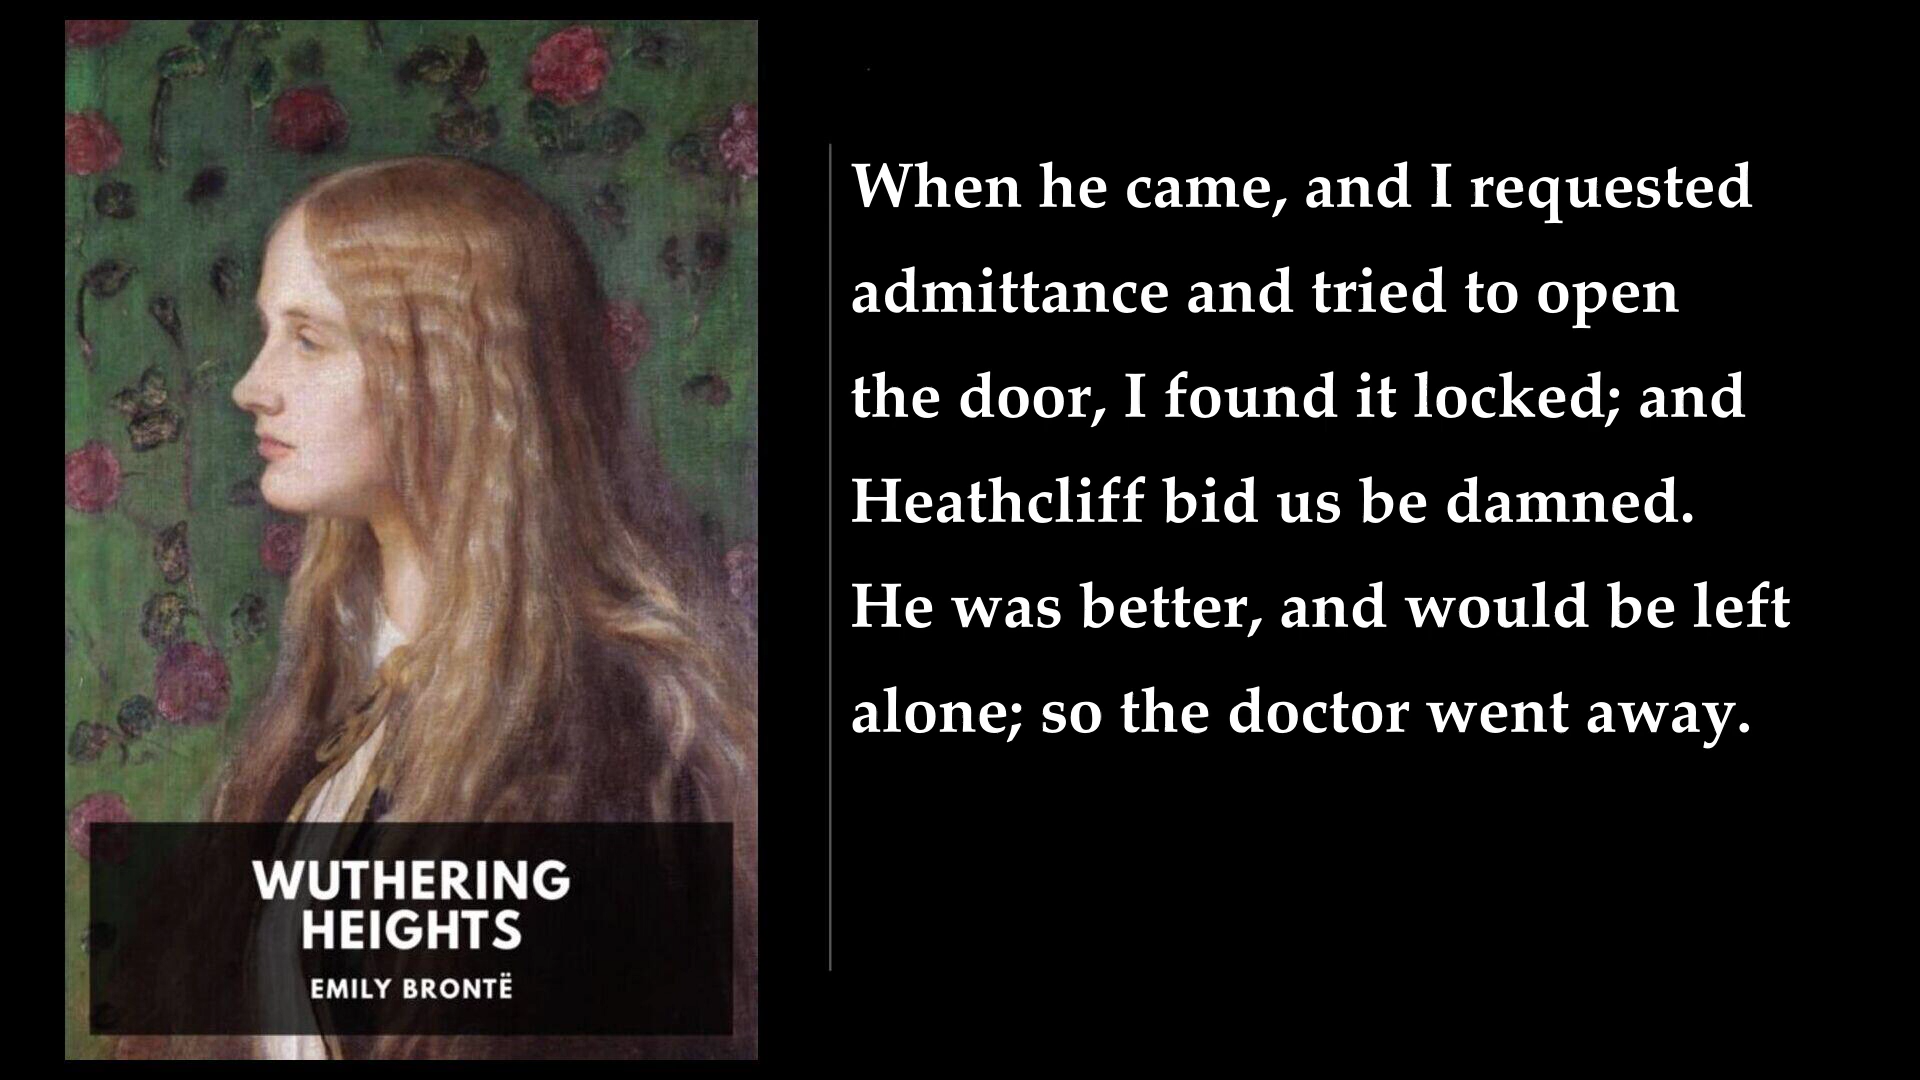 When he came, and I requested
admittance and tried to open
the door, I found it locked; and
Heathcliff bid us be damned.
He was better, and would be left
alone; so the doctor went away.
WUTHERING
HEIGHTS
EMILY BRONTË